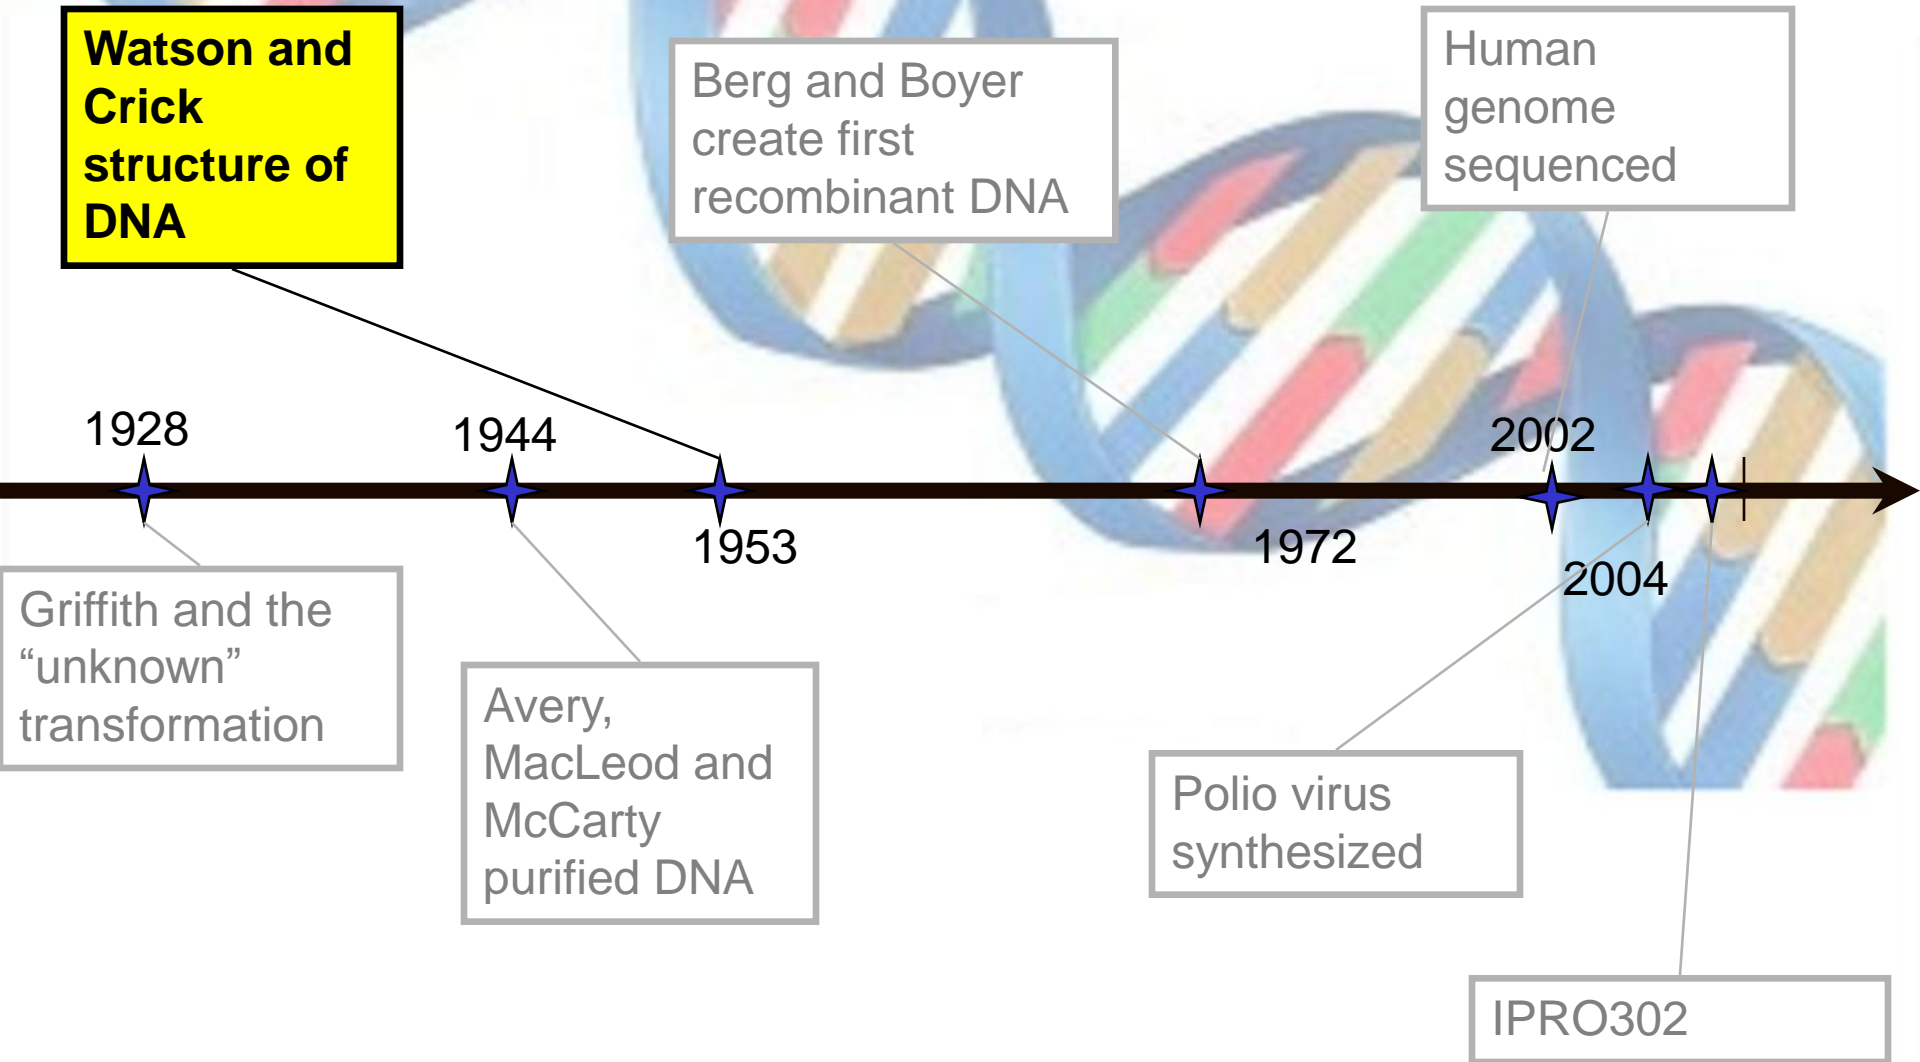 Watson and
Crick
structure of
DNA
Berg and Boyer
create first
recombinant DNA
Human
genome
sequenced
1928
1944
1953
1972
2002
2004
Griffith and the
“unknown”
transformation
Avery,
MacLeod and
McCarty
purified DNA
Polio virus
synthesized
IPRO302